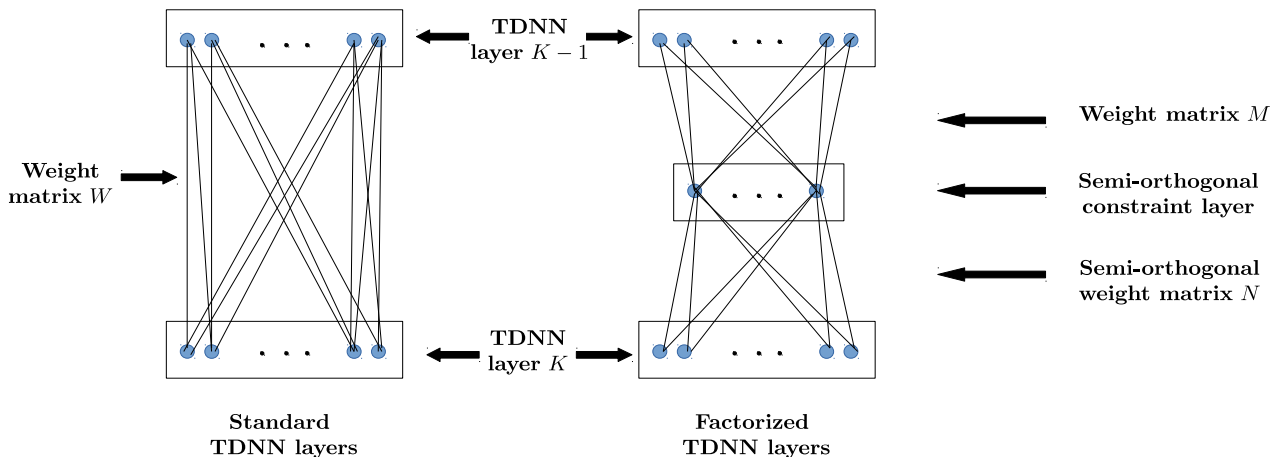 TDNN
layer K − 1
Weight
matrix W
Weight matrix M
Semi-orthogonal
constraint layer
Semi-orthogonal
weight matrix N
TDNN
layer K
Standard
TDNN layers
Factorized
TDNN layers